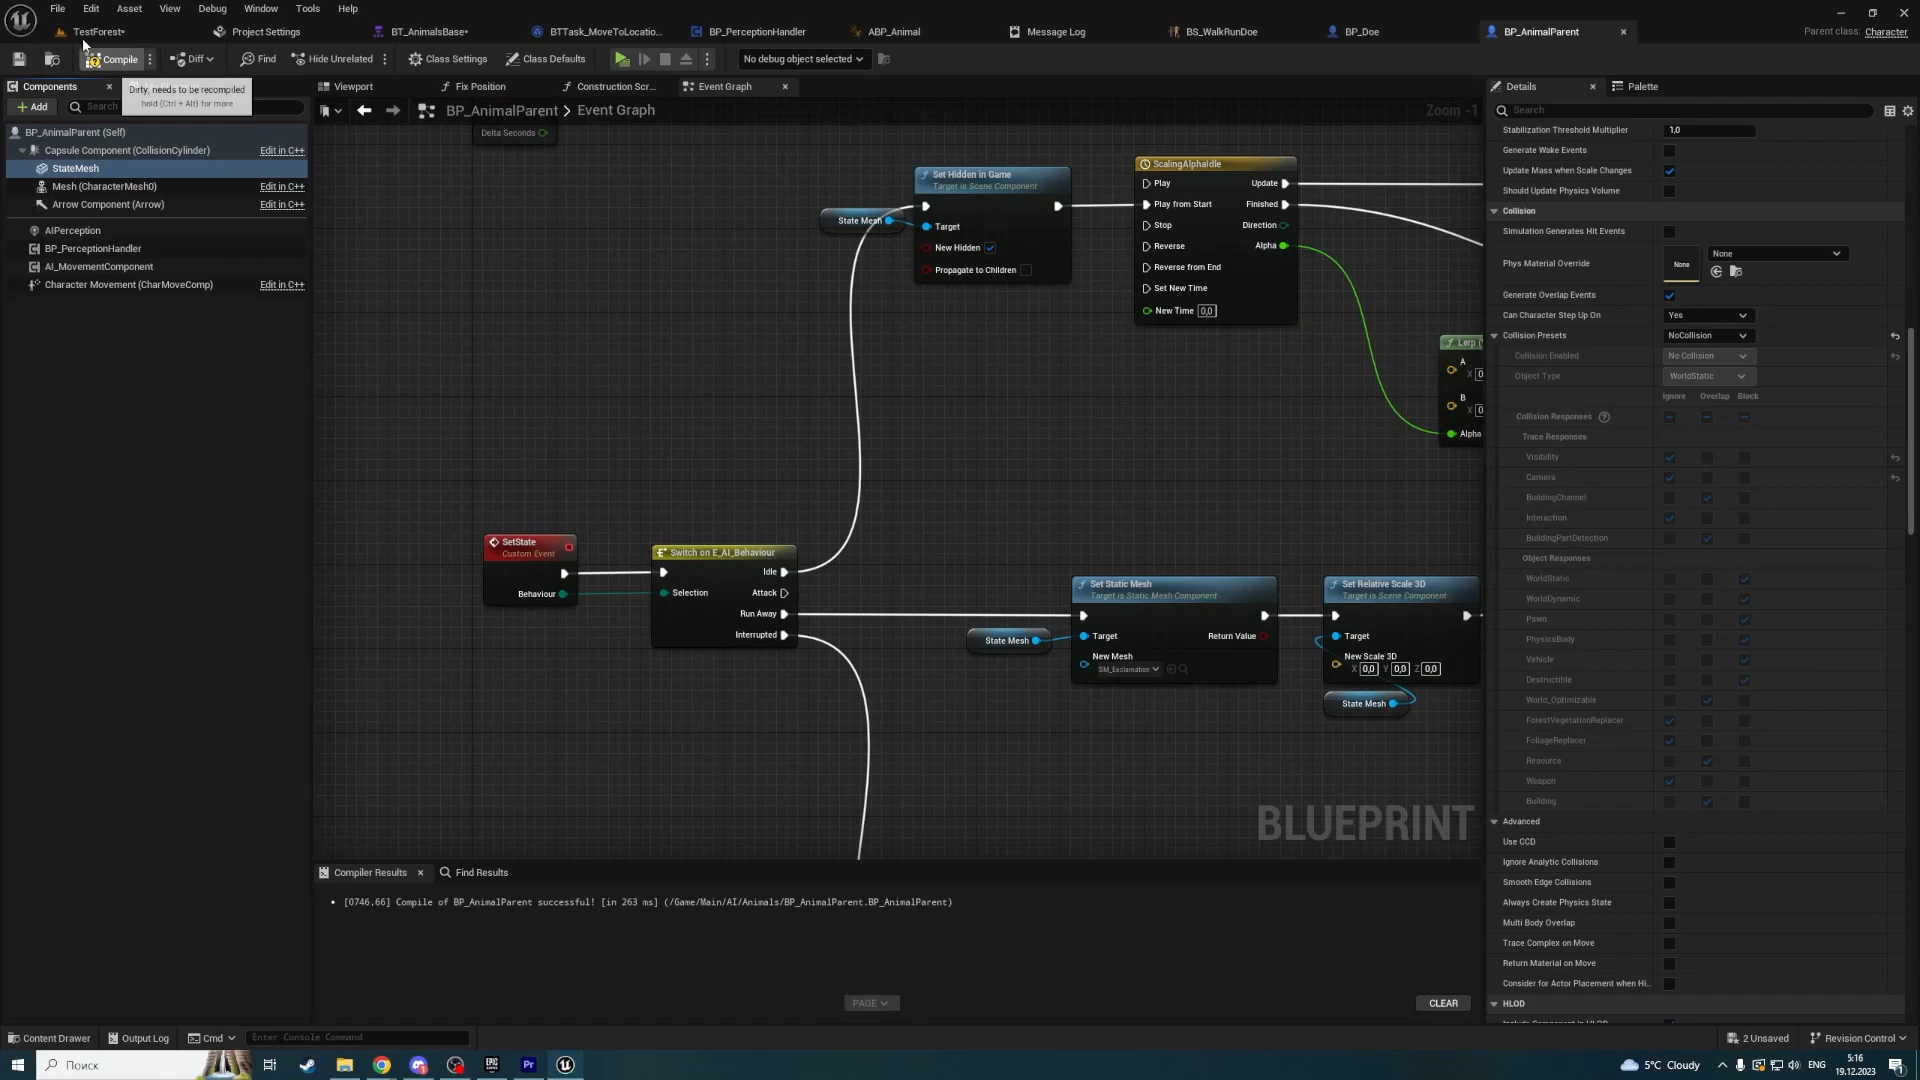 File Edit Asset View Debug Window Tools Help
TestForest* Project Settings BT_AnimalsBase* BTTask_MoveToLocatio... BP_PerceptionHandler ABP_Animal Message Log BS_WalkRunDoe BP_Doe BP_AnimalParent Parent class: Character
Compile Diff Find Hide Unrelated Class Settings Class Defaults No debug object selected
Dirty, needs to be recompiled
hold (Ctrl + Alt) for more
Components
Add Search
BP_AnimalParent (Self)
Capsule Component (CollisionCylinder) Edit in C++
StateMesh
Mesh (CharacterMesh0) Edit in C++
Arrow Component (Arrow) Edit in C++
AIPerception
BP_PerceptionHandler
AI_MovementComponent
Character Movement (CharMoveComp) Edit in C++
Viewport Fix Position Construction Scr... Event Graph
BP_AnimalParent > Event Graph Zoom -1
Delta Seconds
Set Hidden in Game
Target is Scene Component
State Mesh
Target
New Hidden
Propagate to Children
ScalingAlphaIdle
Play Update
Play from Start Finished
Stop Direction
Reverse Alpha
Reverse from End
Set New Time
New Time 0,0
Lerp (
A
X 0
B
X 0
Alpha
SetState
Custom Event
Behaviour
Switch on E_AI_Behaviour
Idle
Selection Attack
Run Away
Interrupted
Set Static Mesh
Target is Static Mesh Component
State Mesh
Target Return Value
New Mesh
SM_Exclamation
Set Relative Scale 3D
Target is Scene Component
Target
New Scale 3D
X 0,0 Y 0,0 Z 0,0
State Mesh
BLUEPRINT
Compiler Results Find Results
[0746,66] Compile of BP_AnimalParent successful! [in 263 ms] (/Game/Main/AI/Animals/BP_AnimalParent.BP_AnimalParent)
PAGE CLEAR
Details Palette
Search
Stabilization Threshold Multiplier 1,0
Generate Wake Events
Update Mass when Scale Changes
Should Update Physics Volume
Collision
Simulation Generates Hit Events
Phys Material Override None None
Generate Overlap Events
Can Character Step Up On Yes
Collision Presets NoCollision
Collision Enabled No Collision
Object Type WorldStatic
Ignore Overlap Block
Collision Responses ?
Trace Responses
Visibility
Camera
BuildingChannel
Interaction
BuildingPartDetection
Object Responses
WorldStatic
WorldDynamic
Pawn
PhysicsBody
Vehicle
Destructible
World_Optimizable
ForestVegetationReplacer
FoliageReplacer
Resource
Weapon
Building
Advanced
Use CCD
Ignore Analytic Collisions
Smooth Edge Collisions
Always Create Physics State
Multi Body Overlap
Trace Complex on Move
Return Material on Move
Consider for Actor Placement when Hi...
HLOD
Content Drawer Output Log Cmd Enter Console Command 2 Unsaved Revision Control
Поиск EPIC Pr 5°C Cloudy ENG 5:16
19.12.2023